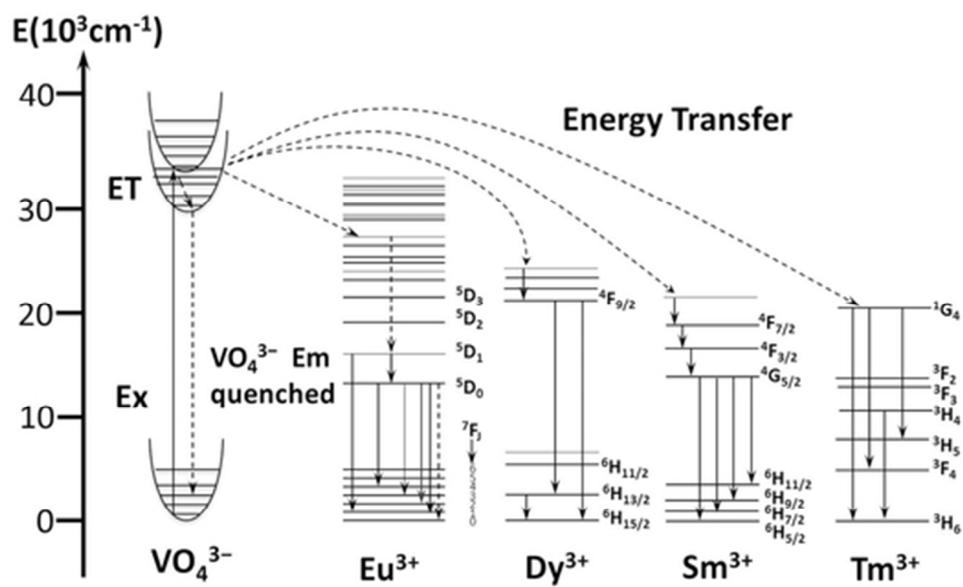 E(10³cm⁻¹)
40
30
20
10
0
ET
Ex
Energy Transfer
VO₄³⁻ Em
quenched
⁵D₃
⁵D₂
⁵D₁
⁵D₀
⁷Fⱼ
0
⁴F₉/₂
⁶H₁₁/₂
⁶H₁₃/₂
⁶H₁₅/₂
⁴F₇/₂
⁴F₃/₂
⁴G₅/₂
⁶H₁₁/₂
⁶H₉/₂
⁶H₇/₂
⁶H₅/₂
¹G₄
³F₂
³F₃
³H₄
³H₅
³F₄
³H₆
VO₄³⁻
Eu³⁺
Dy³⁺
Sm³⁺
Tm³⁺